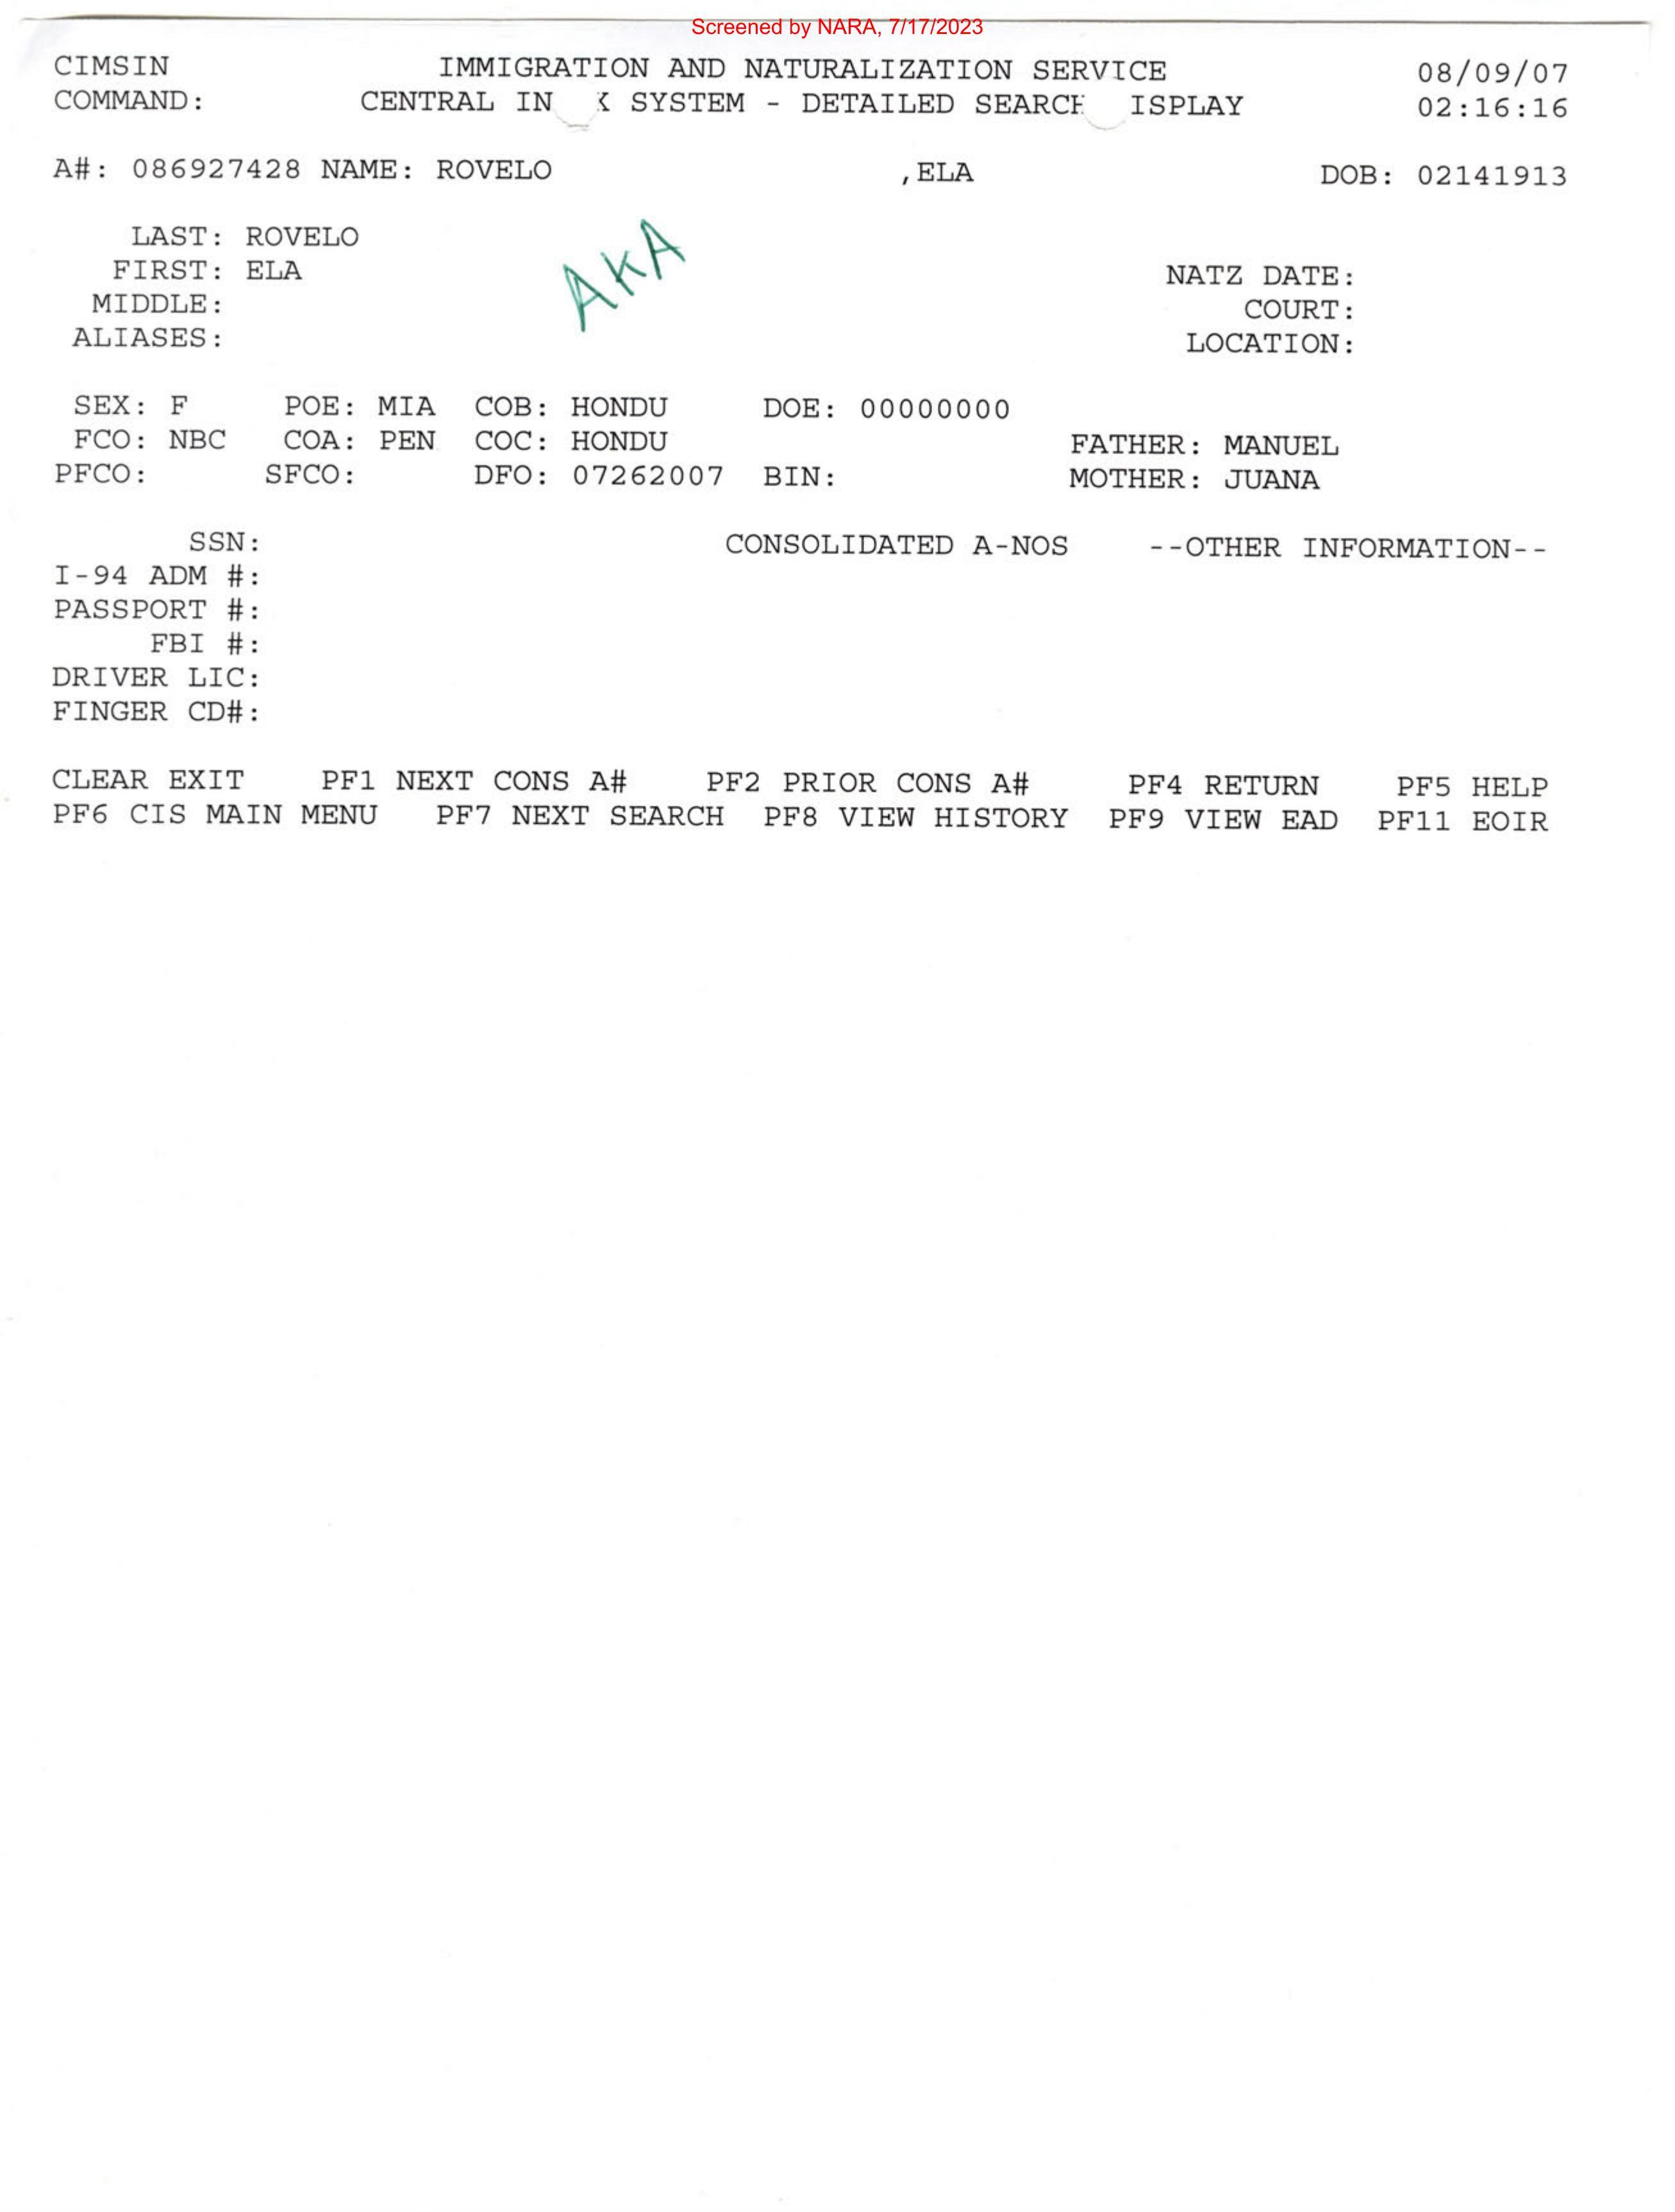 Screened by NARA, 7/17/2023
CIMSIN IMMIGRATION AND NATURALIZATION SERVICE 08/09/07
COMMAND: CENTRAL IN SYSTEM - DETAILED SEARCH ISPLAY 02:16:16
A#: 086927428 NAME: ROVELO ,ELA DOB: 02141913
LAST: ROVELO
AKA
FIRST: ELA NATZ DATE:
MIDDLE: COURT:
ALIASES: LOCATION:
SEX: F POE: MIA COB: HONDU DOE: 00000000
FCO: NBC COA: PEN COC: HONDU FATHER: MANUEL
PFCO: SFCO: DFO: 07262007 BIN: MOTHER: JUANA
SSN: CONSOLIDATED A-NOS --OTHER INFORMATION--
I-94 ADM #:
PASSPORT #:
FBI #:
DRIVER LIC:
FINGER CD#:
CLEAR EXIT PF1 NEXT CONS A# PF2 PRIOR CONS A# PF4 RETURN PF5 HELP
PF6 CIS MAIN MENU PF7 NEXT SEARCH PF8 VIEW HISTORY PF9 VIEW EAD PF11 EOIR